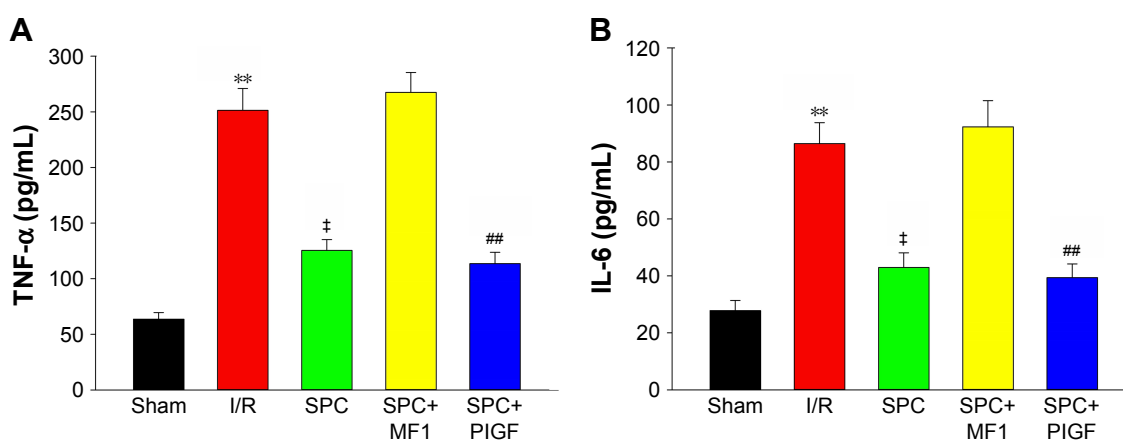 A
TNF-α (pg/mL)
300
250
200
150
100
50
0
**
‡
##
Sham
I/R
SPC
SPC+
MF1
SPC+
PIGF
B
IL-6 (pg/mL)
120
100
80
60
40
20
0
**
‡
##
Sham
I/R
SPC
SPC+
MF1
SPC+
PIGF